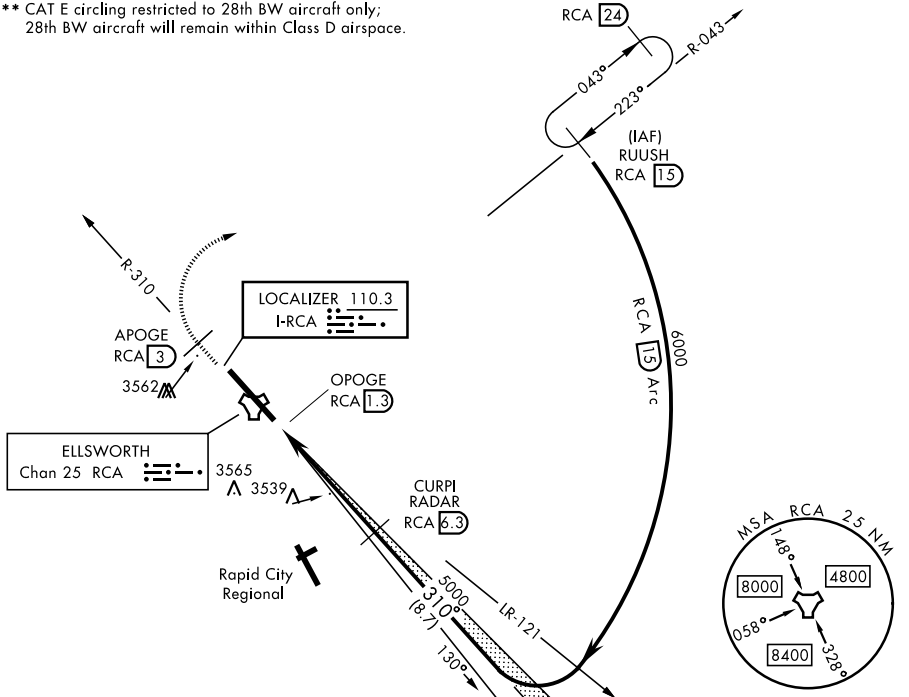 ** CAT E circling restricted to 28th BW aircraft only;
28th BW aircraft will remain within Class D airspace.
RCA 24
R-043
043°
223°
(IAF)
RUUSH
RCA 15
R-310
LOCALIZER 110.3
I-RCA
APOGE
RCA 3
3562
OPOGE
RCA 1.3
RCA 15 Arc
6000
ELLSWORTH
Chan 25 RCA
3565
3539
CURPI
RADAR
RCA 6.3
Rapid City
Regional
5000
310°
(8.7)
LR-121
130°
MSA RCA 25 NM
148°
8000
4800
058°
8400
328°